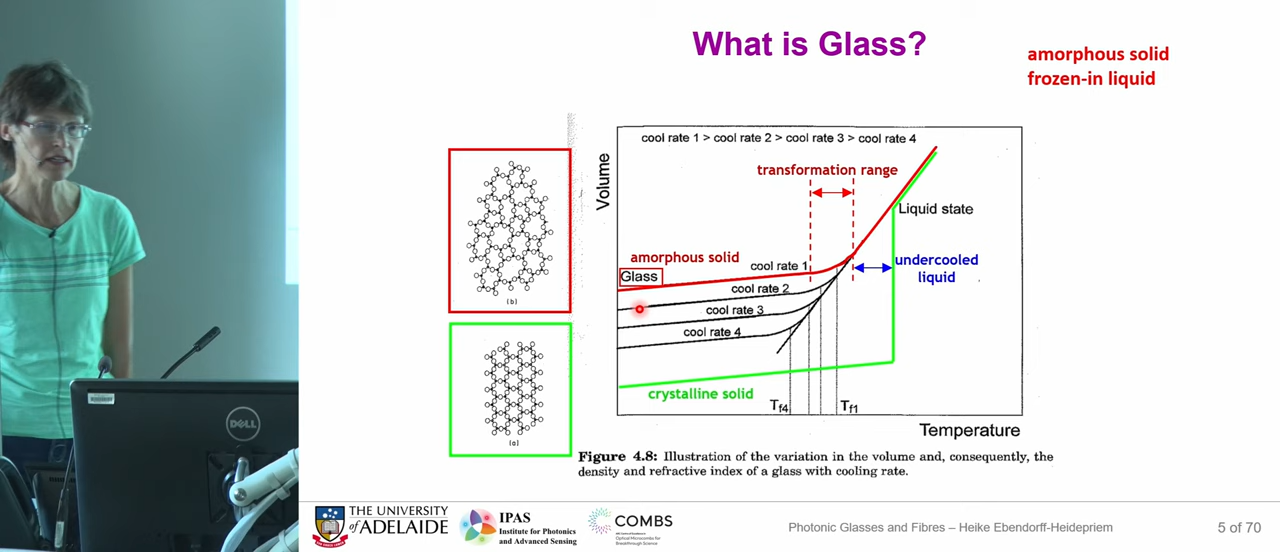 What is Glass?
amorphous solid
frozen-in liquid
cool rate 1 > cool rate 2 > cool rate 3 > cool rate 4
transformation range
Volume
Liquid state
amorphous solid
undercooled
liquid
cool rate 1
Glass
cool rate 2
cool rate 3
cool rate 4
(b)
crystalline solid
Tf4
Tf1
(a)
Temperature
Figure 4.8: Illustration of the variation in the volume and, consequently, the
density and refractive index of a glass with cooling rate.
DELL
THE UNIVERSITY
of ADELAIDE
IPAS
Institute for Photonics
and Advanced Sensing
COMBS
Optical Microcombs for
Breakthrough Science
Photonic Glasses and Fibres – Heike Ebendorff-Heidepriem
5 of 70